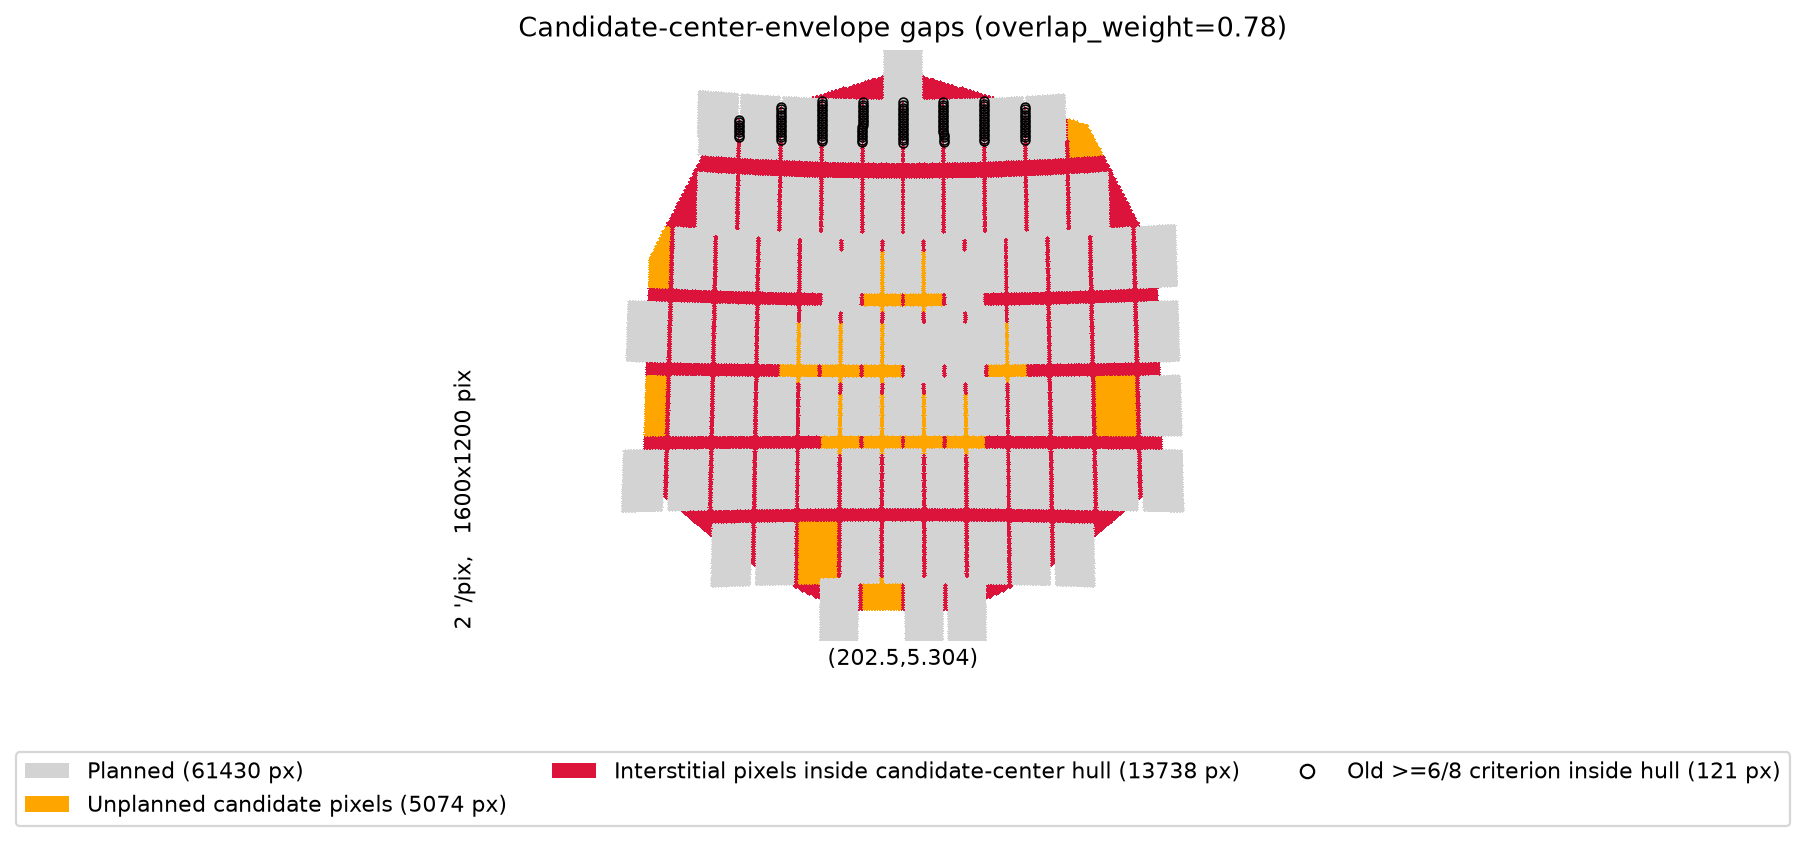 Candidate-center-envelope gaps (overlap_weight=0.78)
2 '/pix,   1600x1200 pix
(202.5,5.304)
Planned (61430 px)
Unplanned candidate pixels (5074 px)
Interstitial pixels inside candidate-center hull (13738 px)
Old >=6/8 criterion inside hull (121 px)